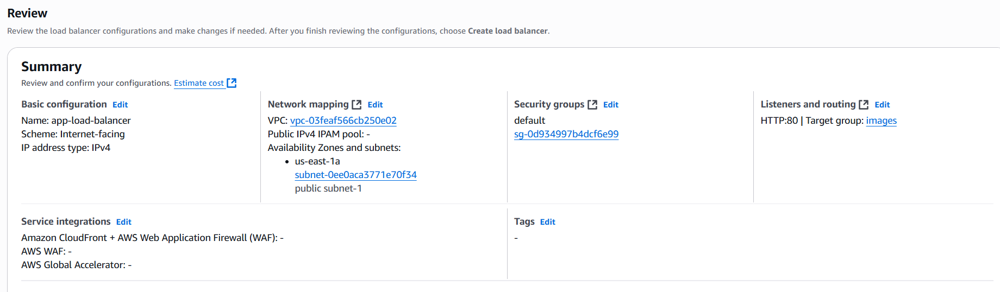 Review
Review the load balancer configurations and make changes if needed. After you finish reviewing the configurations, choose Create load balancer.
Summary
Review and confirm your configurations. Estimate cost
Basic configuration Edit
Name: app-load-balancer
Scheme: Internet-facing
IP address type: IPv4
Network mapping Edit
VPC: vpc-03feaf566cb250e02
Public IPv4 IPAM pool: -
Availability Zones and subnets:
• us-east-1a
subnet-0ee0aca3771e70f34
public subnet-1
Security groups Edit
default
sg-0d934997b4dcf6e99
Listeners and routing Edit
HTTP:80 | Target group: images
Service integrations Edit
Amazon CloudFront + AWS Web Application Firewall (WAF): -
AWS WAF: -
AWS Global Accelerator: -
Tags Edit
-